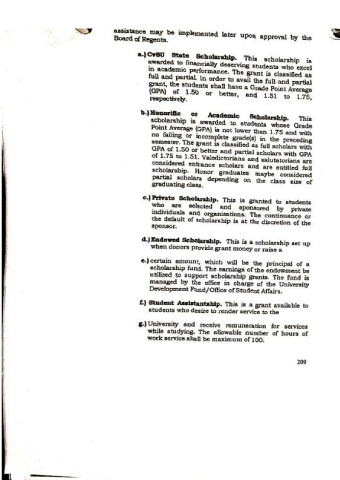 assistance may be implemented later upon approval by the
Board of Regents.
a.) CvSU State Scholarship. This scholarship is
awarded to financially deserving students who excel
in academic performance. The grant is classified as
full and partial. In order to avail the full and partial
grant, the students shall have a Grade Point Average
(GPA) of 1.50 or better, and 1.51 to 1.75,
respectively.
b.) Honorific or Academic Scholarship. This
scholarship is awarded to students whose Grade
Point Average (GPA) is not lower than 1.75 and with
no failing or incomplete grade(s) in the preceding
semester. The grant is classified as full scholars with
GPA of 1.50 or better and partial scholars with GPA
of 1.75 to 1.51. Valedictorians and salutatorians are
considered entrance scholars and are entitled full
scholarship. Honor graduates maybe considered
partial scholars depending on the class size of
graduating class.
c.) Private Scholarship. This is granted to students
who are selected and sponsored by private
individuals and organizations. The continuance or
the default of scholarship is at the discretion of the
sponsor.
d.) Endowed Scholarship. This is a scholarship set up
when donors provide grant money or raise a
e.) certain amount, which will be the principal of a
scholarship fund. The earnings of the endowment be
utilized to support scholarship grants. The fund is
managed by the office in charge of the University
Development Fund/Office of Student Affairs.
f.) Student Assistantship. This is a grant available to
students who desire to render service to the
g.) University and receive remuneration for services
while studying. The allowable number of hours of
work service shall be maximum of 100.
209